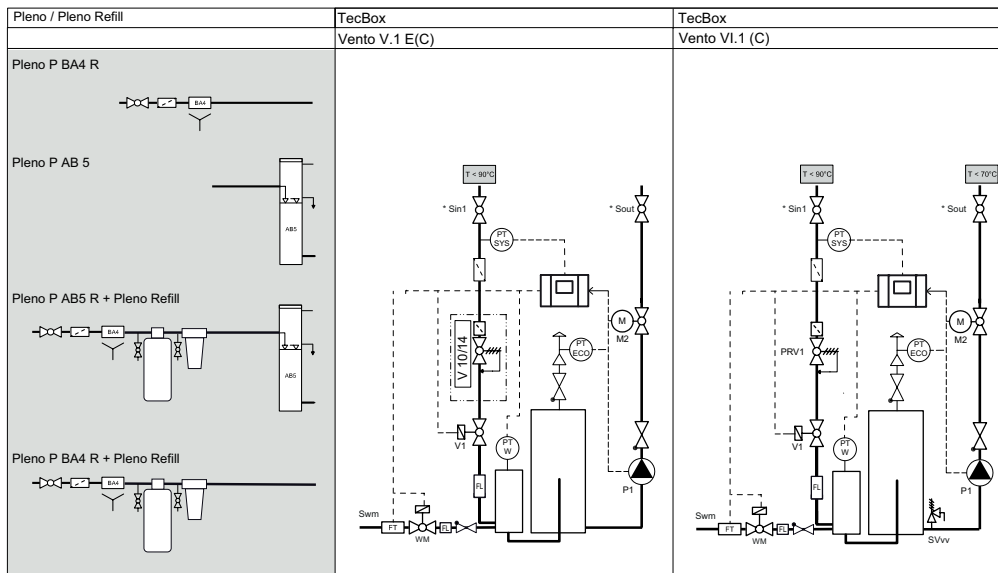 Pleno / Pleno Refill
TecBox
TecBox
Vento V.1 E(C)
Vento VI.1 (C)
Pleno P BA4 R
BA4
Pleno P AB 5
AB5
Pleno P AB5 R + Pleno Refill
BA4
AB5
Pleno P BA4 R + Pleno Refill
BA4
T < 90°C
* Sin1
* Sout
PT
SYS
M
M2
V 10/14
PT
ECO
V1
PT
W
FL
P1
Swm
FT
WM
FL
T < 90°C
T < 70°C
* Sin1
* Sout
PT
SYS
M
M2
PRV1
PT
ECO
V1
PT
W
FL
P1
Swm
FT
WM
FL
SVvv